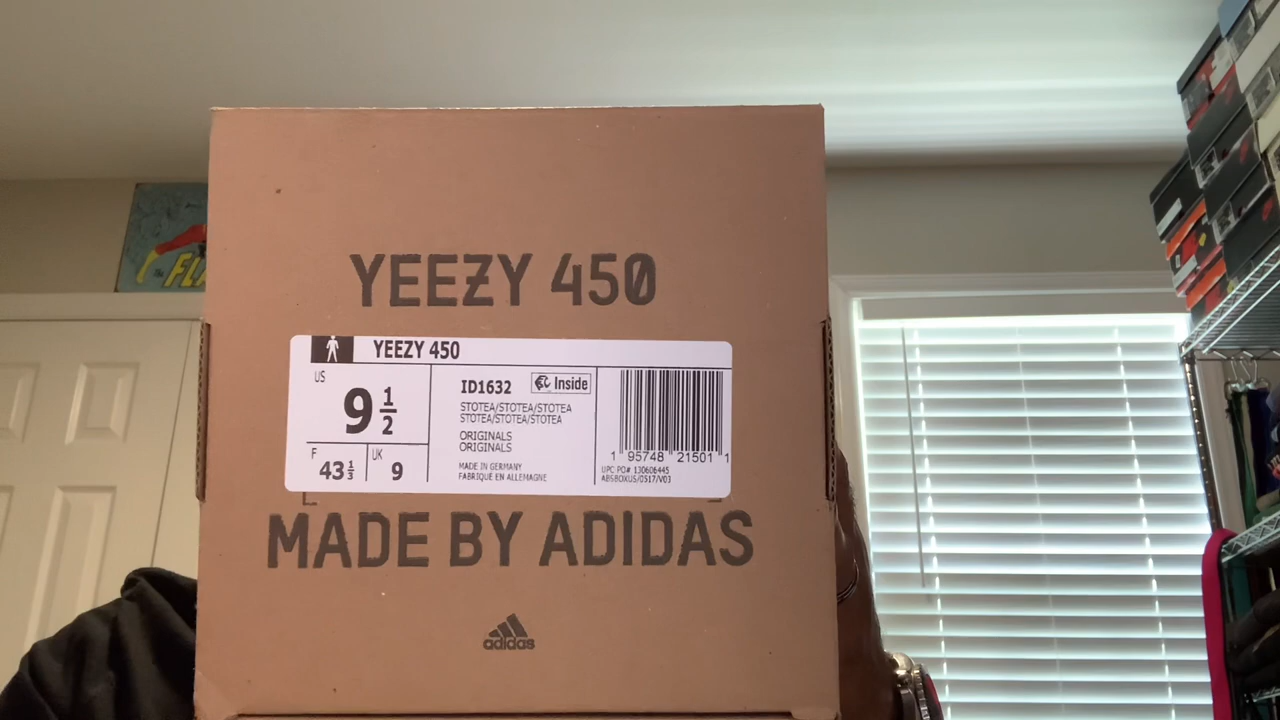 YEEZY 450
YEEZY 450
US
9 1/2
F
43 1/3
UK
9
ID1632
Inside
STOTEA/STOTEA/STOTEA
STOTEA/STOTEA/STOTEA
ORIGINALS
ORIGINALS
MADE IN GERMANY
FABRIQUE EN ALLEMAGNE
1 95748 21501 1
UPC PO# 130606445
ABSBOXUS/0517/V03
MADE BY ADIDAS
adidas